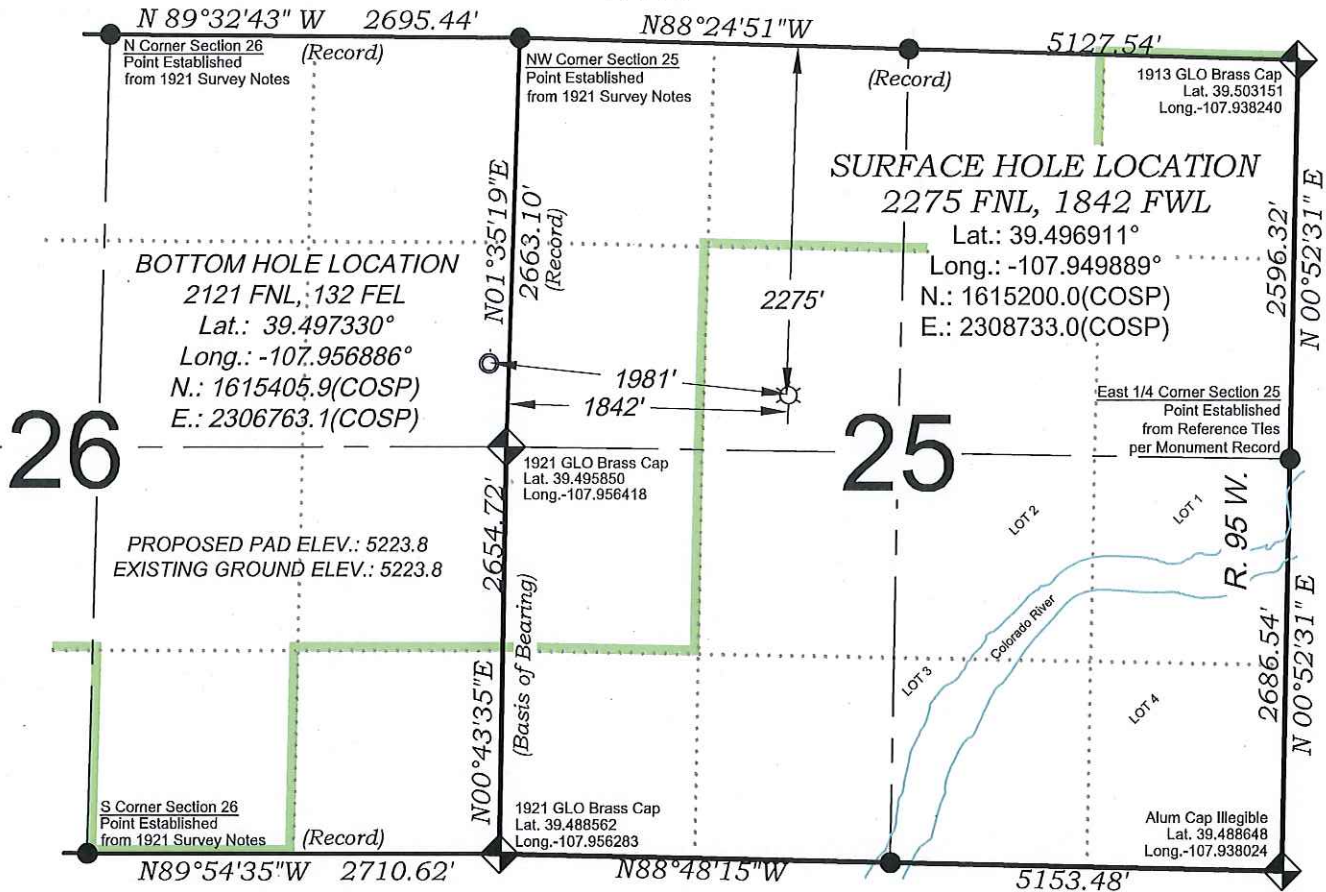 N 89°32'43" W 2695.44'
(Record)
N88°24'51"W
5127.54'
(Record)
N Corner Section 26
Point Established
from 1921 Survey Notes
NW Corner Section 25
Point Established
from 1921 Survey Notes
1913 GLO Brass Cap
Lat. 39.503151
Long.-107.938240
SURFACE HOLE LOCATION
2275 FNL, 1842 FWL
Lat.: 39.496911°
Long.: -107.949889°
N.: 1615200.0(COSP)
E.: 2308733.0(COSP)
N01°35'19"E
2663.10'
(Record)
BOTTOM HOLE LOCATION
2121 FNL, 132 FEL
Lat.: 39.497330°
Long.: -107.956886°
N.: 1615405.9(COSP)
E.: 2306763.1(COSP)
2275'
1981'
1842'
2596.32'
N 00°52'31" E
East 1/4 Corner Section 25
Point Established
from Reference TIes
per Monument Record
26
25
1921 GLO Brass Cap
Lat. 39.495850
Long.-107.956418
PROPOSED PAD ELEV.: 5223.8
EXISTING GROUND ELEV.: 5223.8
2654.72'
N00°43'35"E
(Basis of Bearing)
LOT 2
LOT 1
R. 95 W.
Colorado River
LOT 3
LOT 4
2686.54'
N 00°52'31" E
S Corner Section 26
Point Established
from 1921 Survey Notes
(Record)
1921 GLO Brass Cap
Lat. 39.488562
Long.-107.956283
Alum Cap Illegible
Lat. 39.488648
Long.-107.938024
N89°54'35"W 2710.62'
N88°48'15"W
5153.48'